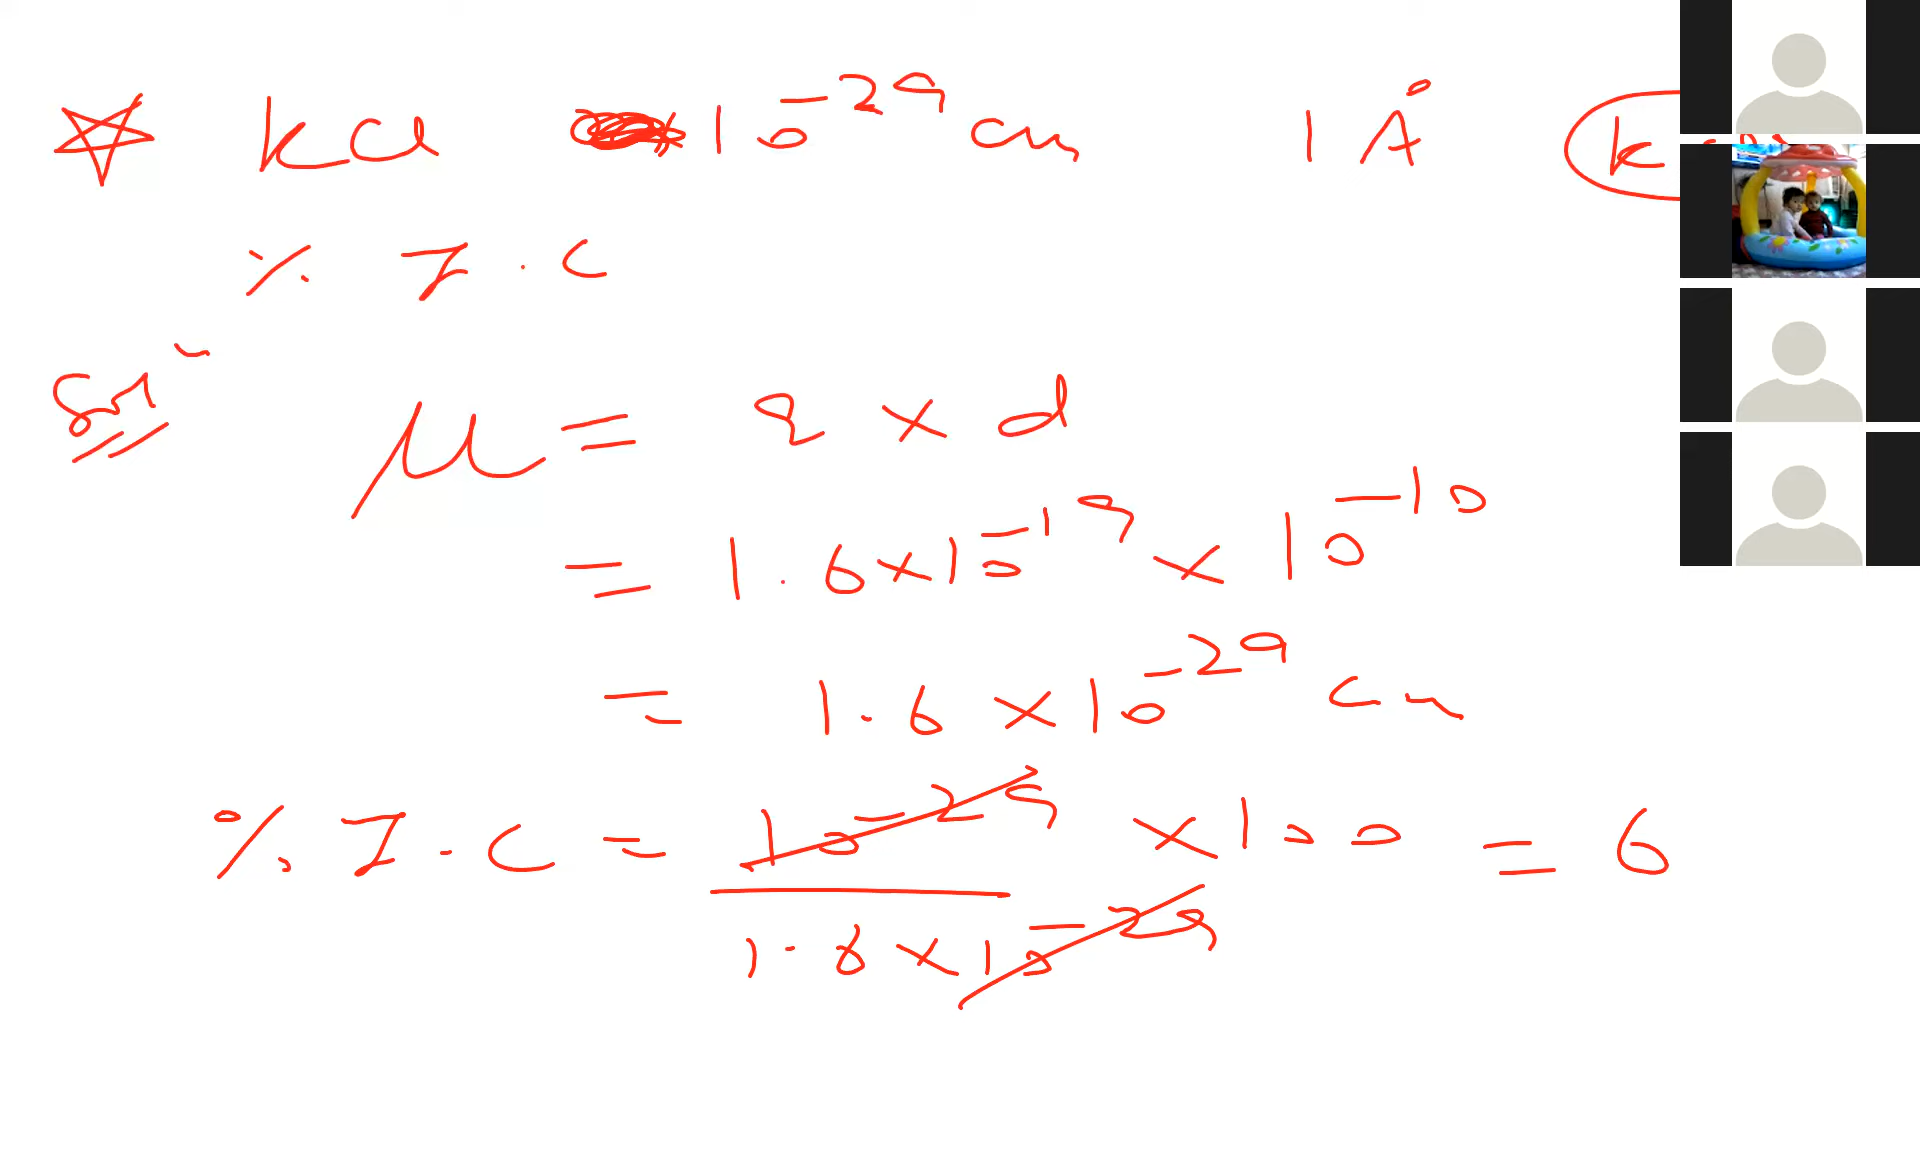 KCl 10⁻²⁹ cm 1 Å K
% I.C
Solⁿ
μ = q × d
= 1.6×10⁻¹⁹ × 10⁻¹⁰
= 1.6 × 10⁻²⁹ cm
% I.C = 10⁻²⁹ / 1.6 × 10⁻²⁹ × 100 = 6